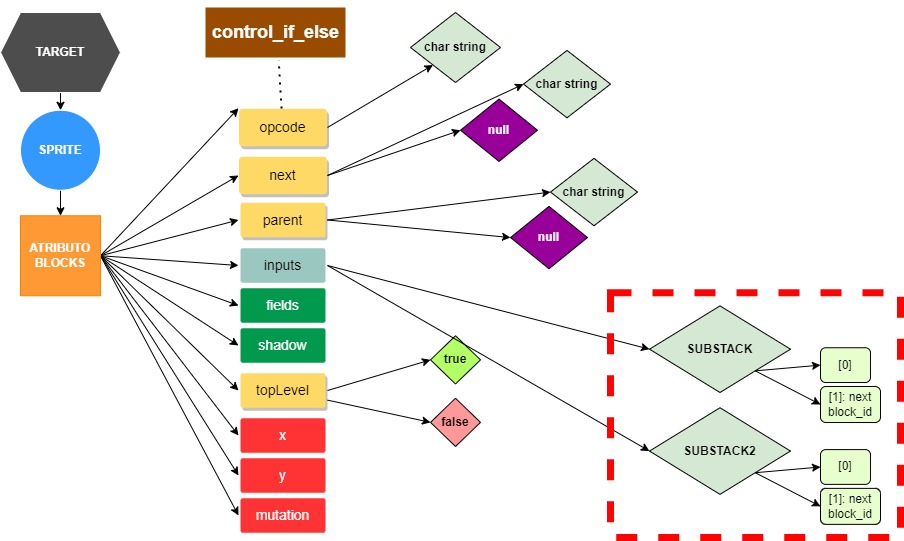 TARGET
SPRITE
ATRIBUTO
BLOCKS
control_if_else
opcode
next
parent
inputs
fields
shadow
topLevel
x
y
mutation
char string
char string
null
char string
null
true
false
SUBSTACK
[0]
[1]: next
block_id
SUBSTACK2
[0]
[1]: next
block_id